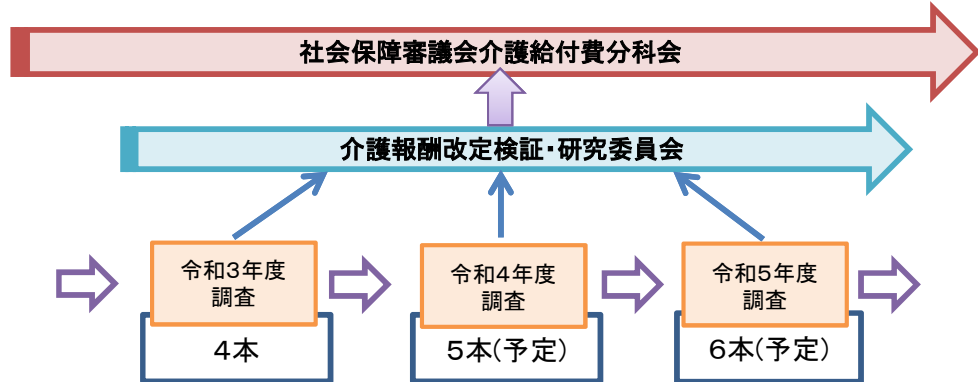 社会保障審議会介護給付費分科会
介護報酬改定検証・研究委員会
令和３年度
調査
４本
令和４年度
調査
５本(予定)
令和５年度
調査
６本(予定)